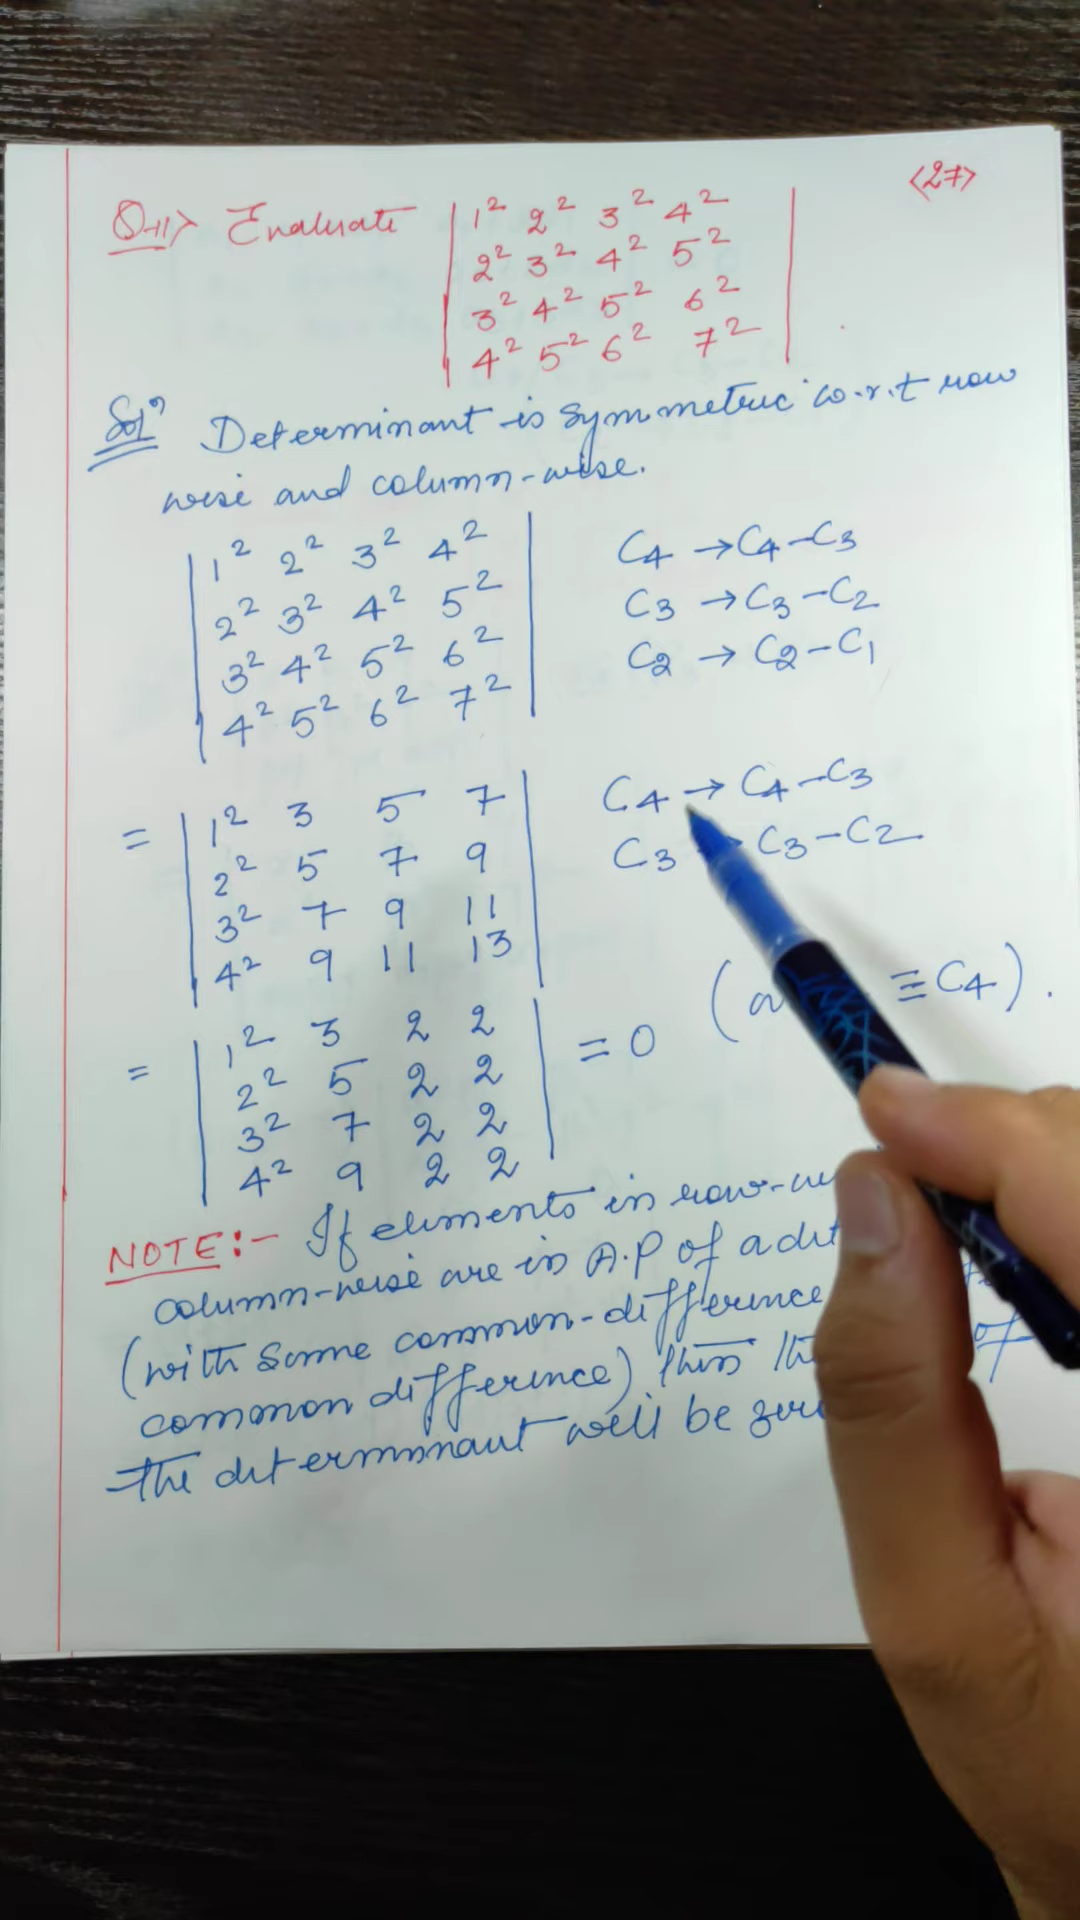 <27>
Q-11> Evaluate | 1² 2² 3² 4² |
2² 3² 4² 5²
3² 4² 5² 6²
4² 5² 6² 7²
Solⁿ Determinant is symmetric w.r.t row
wise and column-wise.
| 1² 2² 3² 4² | C₄ → C₄-C₃
2² 3² 4² 5² C₃ → C₃-C₂
3² 4² 5² 6² C₂ → C₂-C₁
4² 5² 6² 7²
= | 1² 3 5 7 | C₄ → C₄-C₃
2² 5 7 9 C₃ C₃-C₂
3² 7 9 11
4² 9 11 13
( ≡ C₄).
= | 1² 3 2 2 | = 0
2² 5 2 2
3² 7 2 2
4² 9 2 2
NOTE:- If elements in row-
column-wise are in A.P of a
(with same common-difference
common difference) then of
the determinant will be